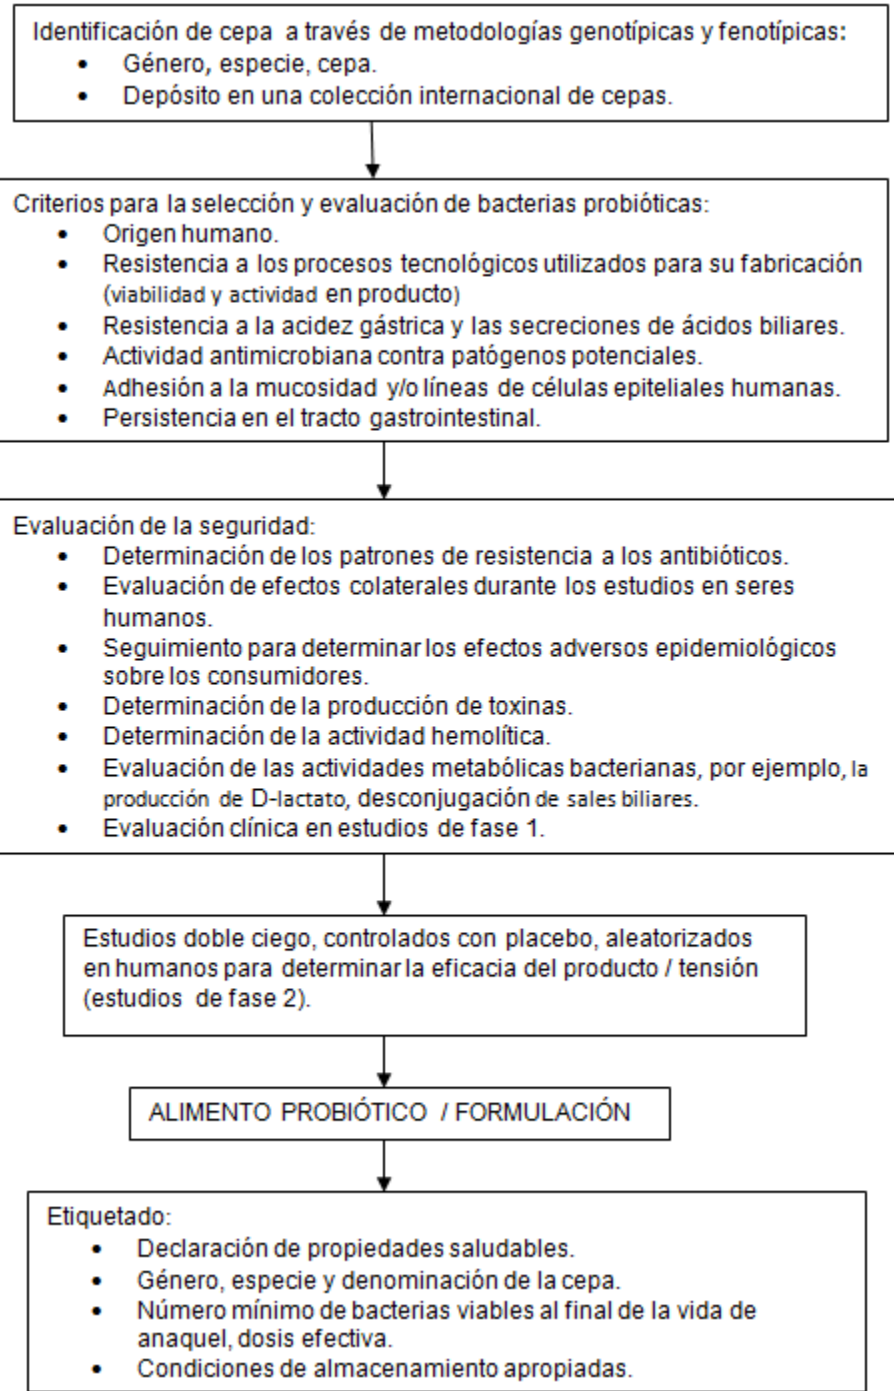 Identificación de cepa a través de metodologías genotípicas y fenotípicas:
• Género, especie, cepa.
• Depósito en una colección internacional de cepas.
Criterios para la selección y evaluación de bacterias probióticas:
• Origen humano.
• Resistencia a los procesos tecnológicos utilizados para su fabricación
(viabilidad y actividad en producto)
• Resistencia a la acidez gástrica y las secreciones de ácidos biliares.
• Actividad antimicrobiana contra patógenos potenciales.
• Adhesión a la mucosidad y/o líneas de células epiteliales humanas.
• Persistencia en el tracto gastrointestinal.
Evaluación de la seguridad:
• Determinación de los patrones de resistencia a los antibióticos.
• Evaluación de efectos colaterales durante los estudios en seres
humanos.
• Seguimiento para determinar los efectos adversos epidemiológicos
sobre los consumidores.
• Determinación de la producción de toxinas.
• Determinación de la actividad hemolítica.
• Evaluación de las actividades metabólicas bacterianas, por ejemplo, la
producción de D-lactato, desconjugación de sales biliares.
• Evaluación clínica en estudios de fase 1.
Estudios doble ciego, controlados con placebo, aleatorizados
en humanos para determinar la eficacia del producto / tensión
(estudios de fase 2).
ALIMENTO PROBIÓTICO / FORMULACIÓN
Etiquetado:
• Declaración de propiedades saludables.
• Género, especie y denominación de la cepa.
• Número mínimo de bacterias viables al final de la vida de
anaquel, dosis efectiva.
• Condiciones de almacenamiento apropiadas.